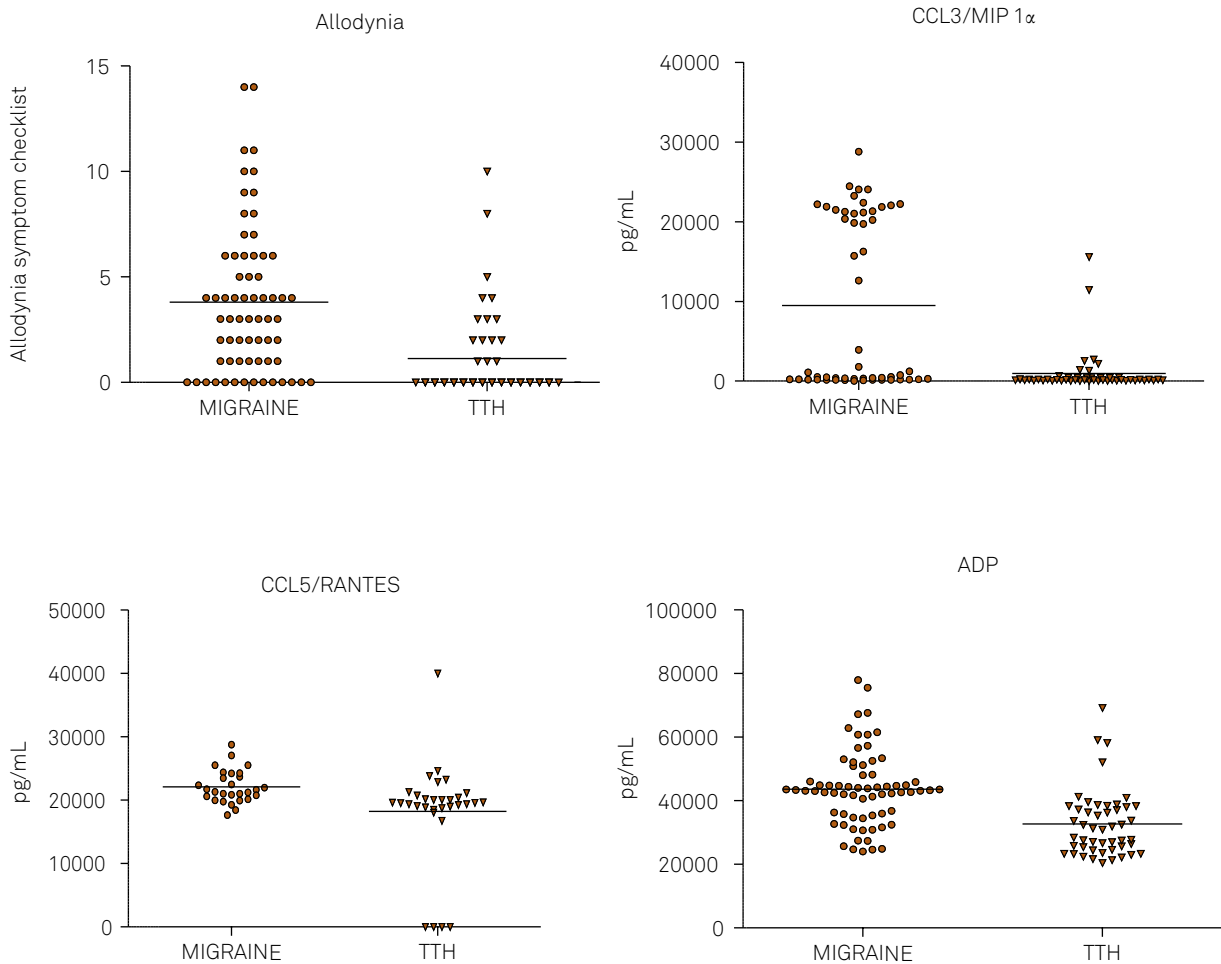 Allodynia
Allodynia symptom checklist
15
10
5
0
MIGRAINE
TTH
CCL3/MIP 1α
pg/mL
40000
30000
20000
10000
0
MIGRAINE
TTH
CCL5/RANTES
pg/mL
50000
40000
30000
20000
10000
0
MIGRAINE
TTH
ADP
pg/mL
100000
80000
60000
40000
20000
0
MIGRAINE
TTH